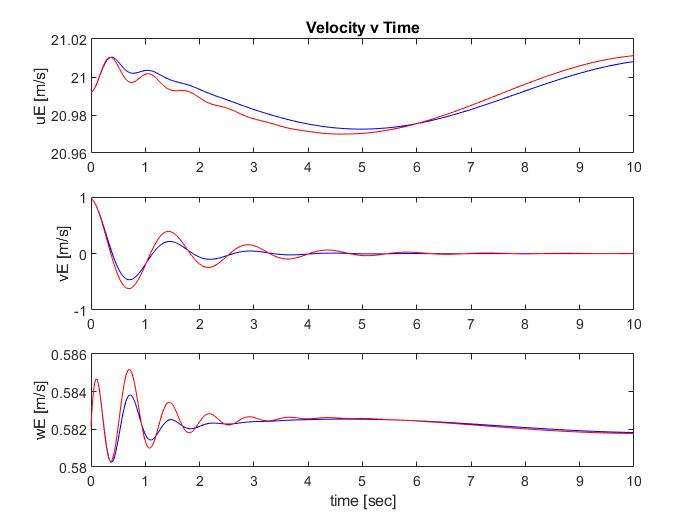 Velocity v Time
uE [m/s]
21.02
21
20.98
20.96
0 1 2 3 4 5 6 7 8 9 10
vE [m/s]
1
0
-1
0 1 2 3 4 5 6 7 8 9 10
wE [m/s]
0.586
0.584
0.582
0.58
0 1 2 3 4 5 6 7 8 9 10
time [sec]